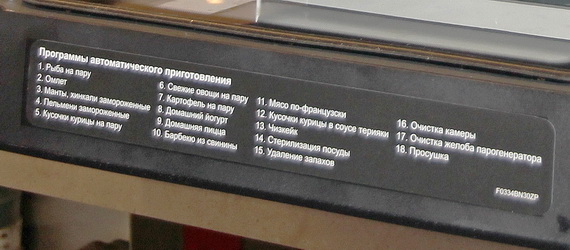 Программы автоматического приготовления
1. Рыба на пару
2. Омлет
3. Манты, хинкали замороженные
4. Пельмени замороженные
5. Кусочки курицы на пару
6. Свежие овощи на пару
7. Картофель на пару
8. Домашний йогурт
9. Домашняя пицца
10. Барбекю из свинины
11. Мясо по-французски
12. Кусочки курицы в соусе терияки
13. Чизкейк
14. Стерилизация посуды
15. Удаление запахов
16. Очистка камеры
17. Очистка желоба парогенератора
18. Просушка
F0334BN30ZP